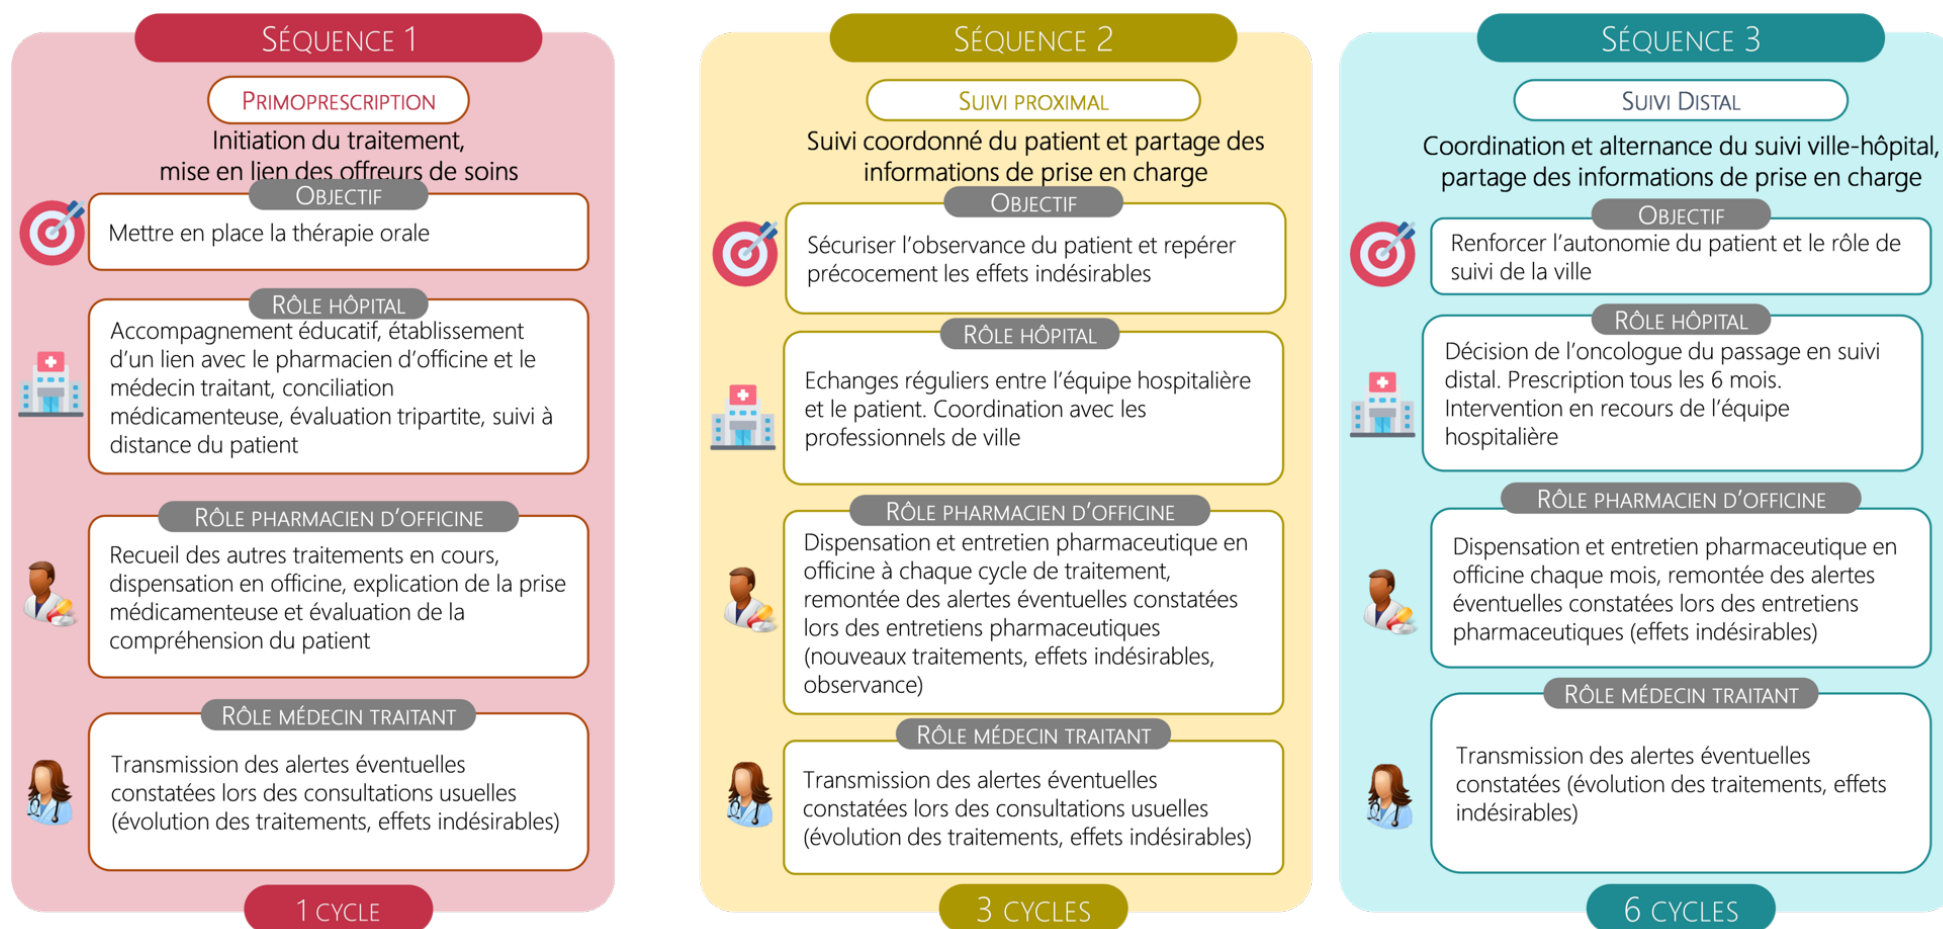 SÉQUENCE 1
PRIMOPRESCRIPTION
Initiation du traitement,
mise en lien des offreurs de soins
OBJECTIF
Mettre en place la thérapie orale
RÔLE HÔPITAL
Accompagnement éducatif, établissement
d'un lien avec le pharmacien d'officine et le
médecin traitant, conciliation
médicamenteuse, évaluation tripartite, suivi à
distance du patient
RÔLE PHARMACIEN D'OFFICINE
Recueil des autres traitements en cours,
dispensation en officine, explication de la prise
médicamenteuse et évaluation de la
compréhension du patient
RÔLE MÉDECIN TRAITANT
Transmission des alertes éventuelles
constatées lors des consultations usuelles
(évolution des traitements, effets indésirables)
1 CYCLE
SÉQUENCE 2
SUIVI PROXIMAL
Suivi coordonné du patient et partage des
informations de prise en charge
OBJECTIF
Sécuriser l'observance du patient et repérer
précocement les effets indésirables
RÔLE HÔPITAL
Echanges réguliers entre l'équipe hospitalière
et le patient. Coordination avec les
professionnels de ville
RÔLE PHARMACIEN D'OFFICINE
Dispensation et entretien pharmaceutique en
officine à chaque cycle de traitement,
remontée des alertes éventuelles constatées
lors des entretiens pharmaceutiques
(nouveaux traitements, effets indésirables,
observance)
RÔLE MÉDECIN TRAITANT
Transmission des alertes éventuelles
constatées lors des consultations usuelles
(évolution des traitements, effets indésirables)
3 CYCLES
SÉQUENCE 3
SUIVI DISTAL
Coordination et alternance du suivi ville-hôpital,
partage des informations de prise en charge
OBJECTIF
Renforcer l'autonomie du patient et le rôle de
suivi de la ville
RÔLE HÔPITAL
Décision de l'oncologue du passage en suivi
distal. Prescription tous les 6 mois.
Intervention en recours de l'équipe
hospitalière
RÔLE PHARMACIEN D'OFFICINE
Dispensation et entretien pharmaceutique en
officine chaque mois, remontée des alertes
éventuelles constatées lors des entretiens
pharmaceutiques (effets indésirables)
RÔLE MÉDECIN TRAITANT
Transmission des alertes éventuelles
constatées (évolution des traitements, effets
indésirables)
6 CYCLES